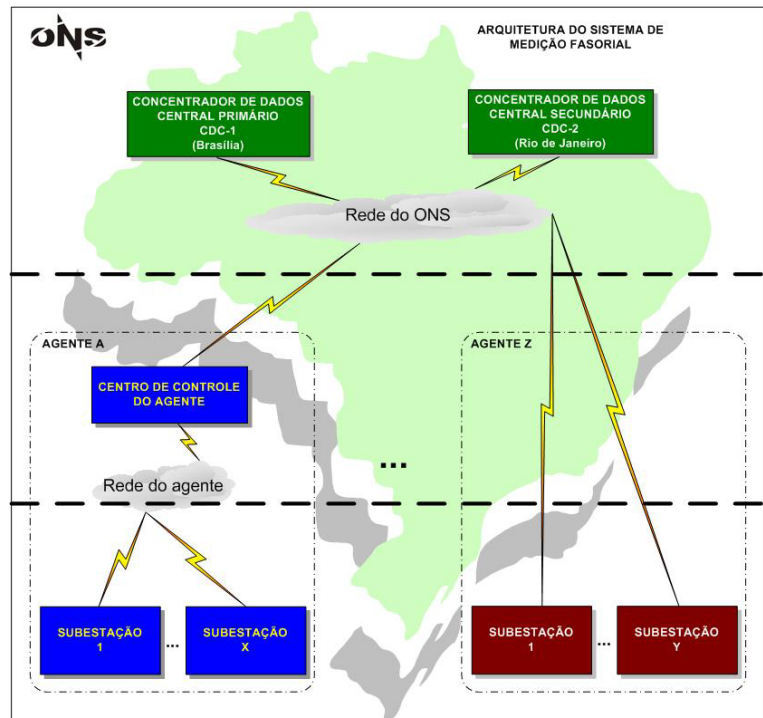 ONS
ARQUITETURA DO SISTEMA DE
MEDIÇÃO FASORIAL
CONCENTRADOR DE DADOS
CENTRAL PRIMÁRIO
CDC-1
(Brasília)
CONCENTRADOR DE DADOS
CENTRAL SECUNDÁRIO
CDC-2
(Rio de Janeiro)
Rede do ONS
AGENTE A
CENTRO DE CONTROLE
DO AGENTE
Rede do agente
SUBESTAÇÃO
1
...
SUBESTAÇÃO
X
...
AGENTE Z
SUBESTAÇÃO
1
...
SUBESTAÇÃO
Y